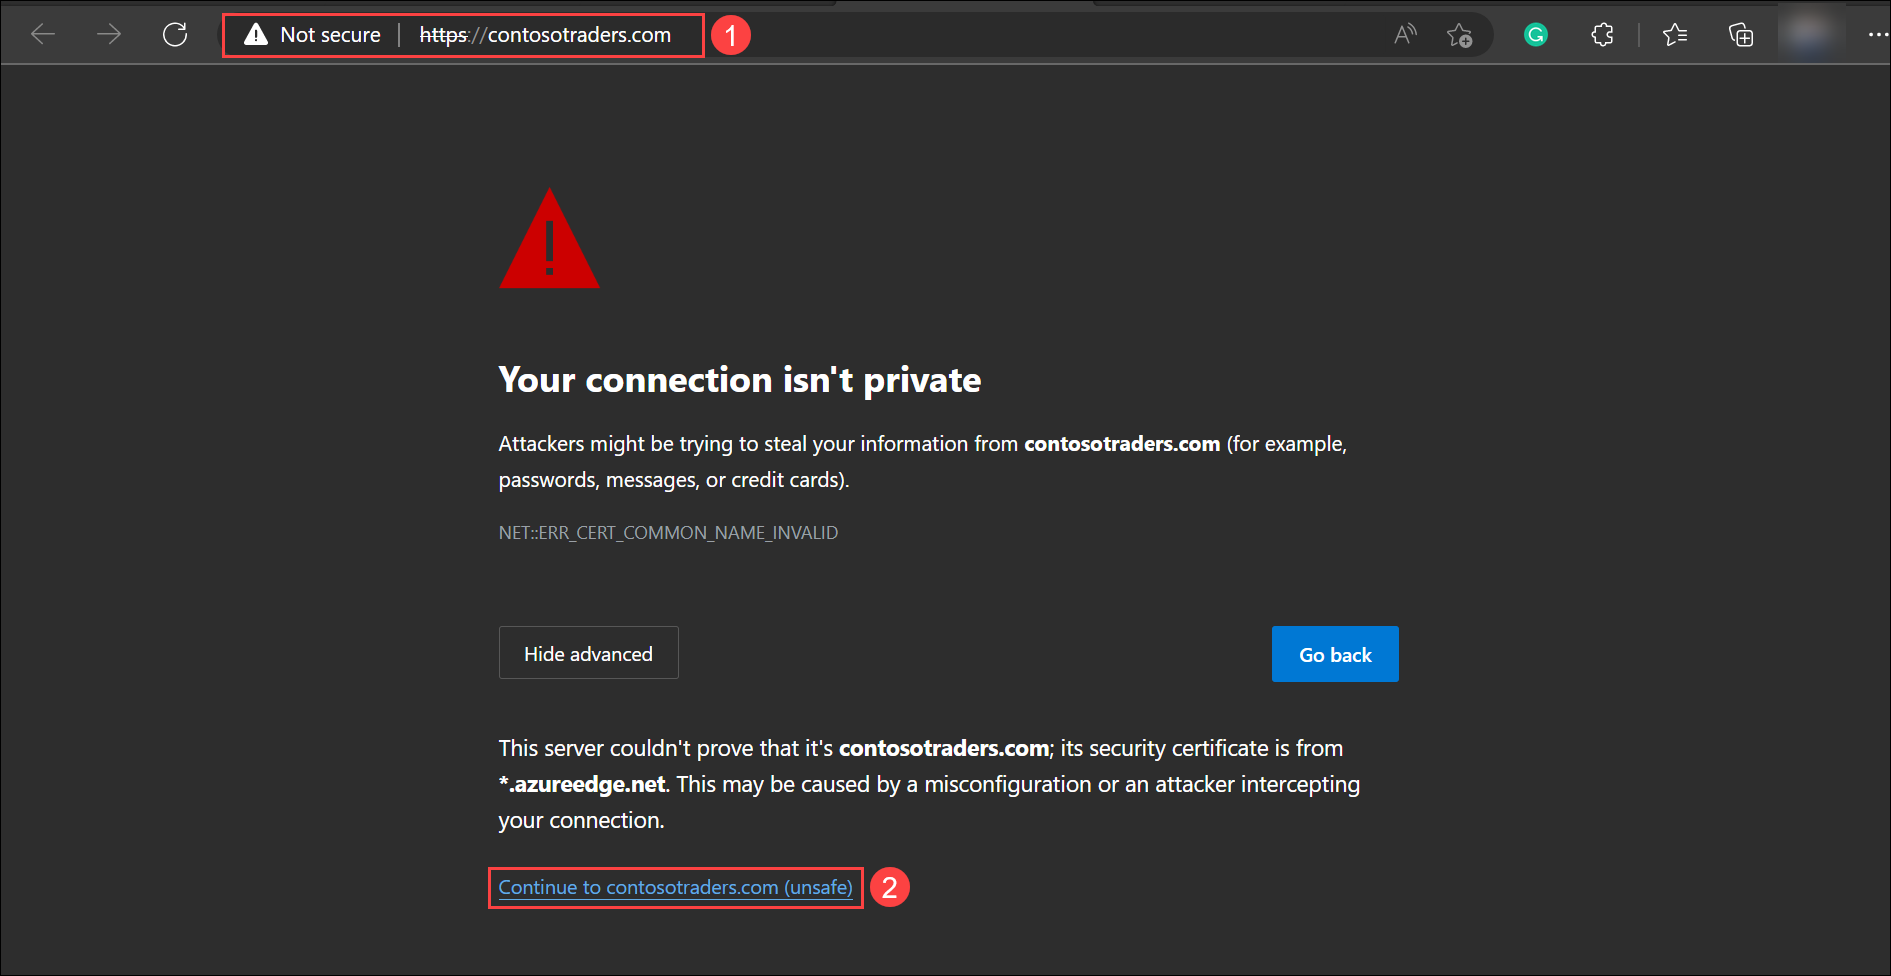 Not secure | https://contosotraders.com 1
Your connection isn't private
Attackers might be trying to steal your information from contosotraders.com (for example,
passwords, messages, or credit cards).
NET::ERR_CERT_COMMON_NAME_INVALID
Hide advanced
Go back
This server couldn't prove that it's contosotraders.com; its security certificate is from
*.azureedge.net. This may be caused by a misconfiguration or an attacker intercepting
your connection.
Continue to contosotraders.com (unsafe) 2